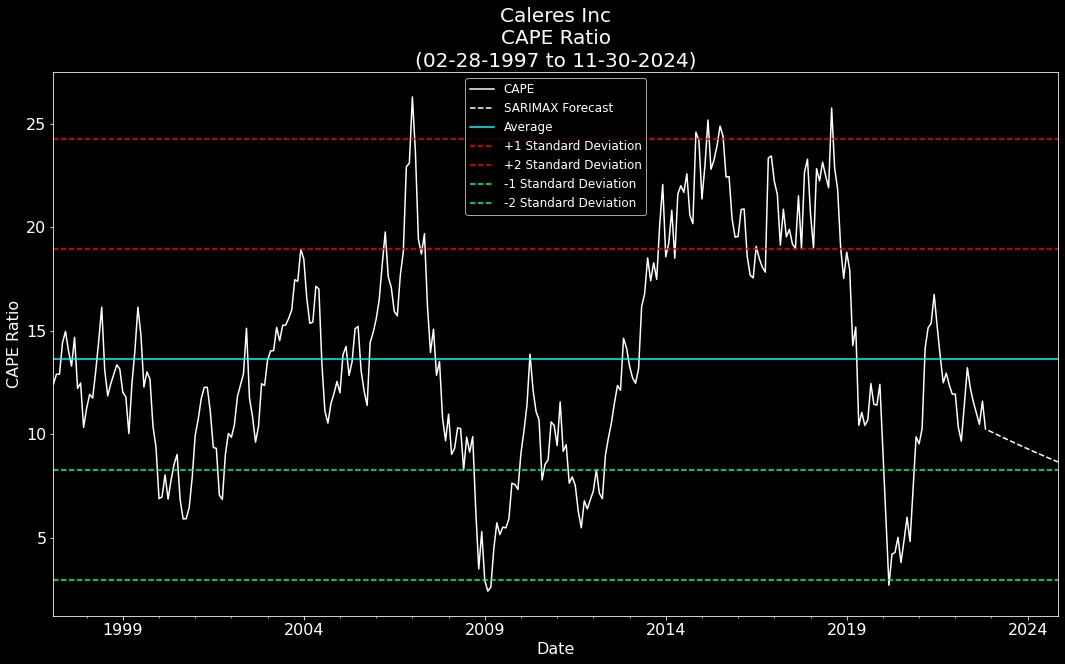 Caleres Inc
CAPE Ratio
(02-28-1997 to 11-30-2024)
CAPE
SARIMAX Forecast
Average
+1 Standard Deviation
+2 Standard Deviation
-1 Standard Deviation
-2 Standard Deviation
CAPE Ratio
25
20
15
10
5
1999
2004
2009
2014
2019
2024
Date